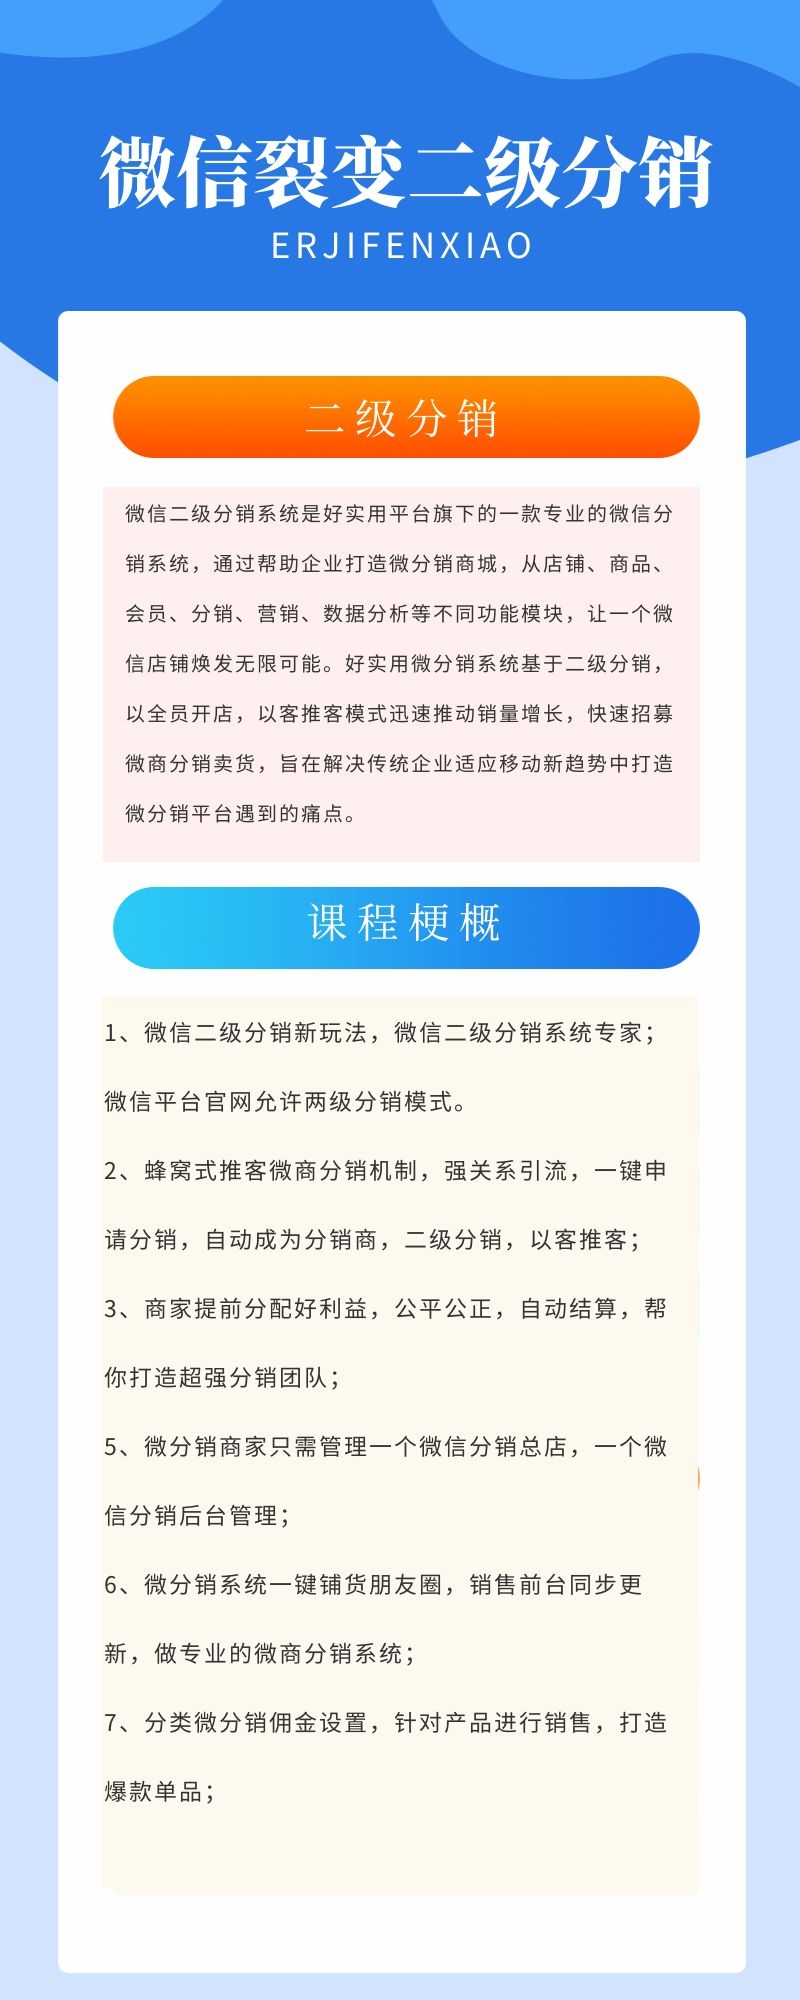 微信裂变二级分销
ERJIFENXIAO
二级分销
微信二级分销系统是好实用平台旗下的一款专业的微信分
销系统，通过帮助企业打造微分销商城，从店铺、商品、
会员、分销、营销、数据分析等不同功能模块，让一个微
信店铺焕发无限可能。好实用微分销系统基于二级分销，
以全员开店，以客推客模式迅速推动销量增长，快速招募
微商分销卖货，旨在解决传统企业适应移动新趋势中打造
微分销平台遇到的痛点。
课程梗概
1、微信二级分销新玩法，微信二级分销系统专家；
微信平台官网允许两级分销模式。
2、蜂窝式推客微商分销机制，强关系引流，一键申
请分销，自动成为分销商，二级分销，以客推客；
3、商家提前分配好利益，公平公正，自动结算，帮
你打造超强分销团队；
5、微分销商家只需管理一个微信分销总店，一个微
信分销后台管理；
6、微分销系统一键铺货朋友圈，销售前台同步更
新，做专业的微商分销系统；
7、分类微分销佣金设置，针对产品进行销售，打造
爆款单品；